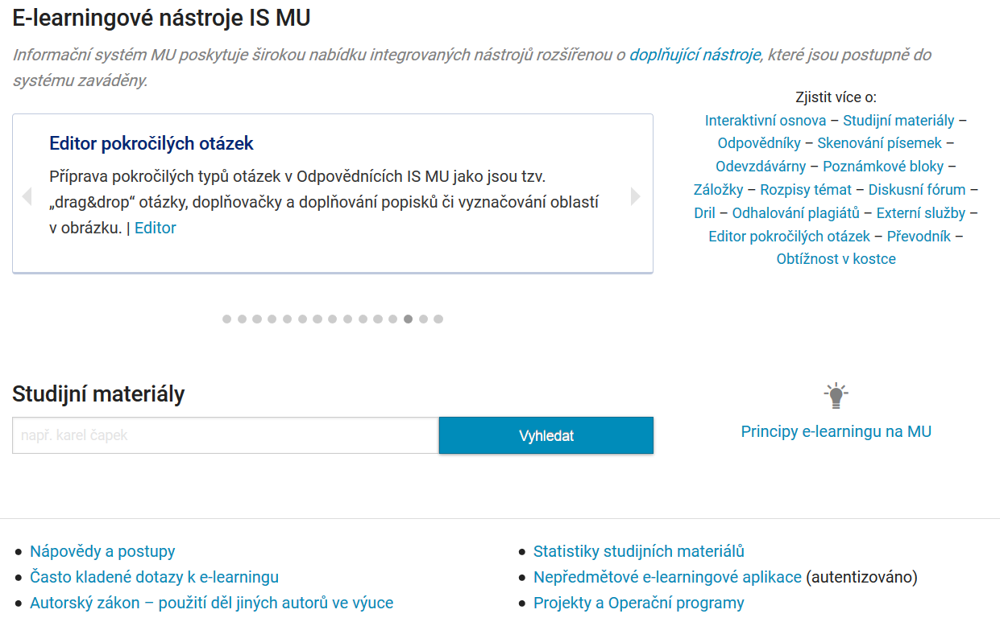 E-learningové nástroje IS MU
Informační systém MU poskytuje širokou nabídku integrovaných nástrojů rozšířenou o doplňující nástroje, které jsou postupně do
systému zaváděny.
Editor pokročilých otázek
Příprava pokročilých typů otázek v Odpovědnících IS MU jako jsou tzv.
„drag&drop“ otázky, doplňovačky a doplňování popisků či vyznačování oblastí
v obrázku. | Editor
Zjistit více o:
Interaktivní osnova – Studijní materiály –
Odpovědníky – Skenování písemek –
Odevzdávárny – Poznámkové bloky –
Záložky – Rozpisy témat – Diskusní fórum –
Dril – Odhalování plagiátů – Externí služby –
Editor pokročilých otázek – Převodník –
Obtížnost v kostce
Studijní materiály
např. karel čapek
Vyhledat
Principy e-learningu na MU
Nápovědy a postupy
Často kladené dotazy k e-learningu
Autorský zákon – použití děl jiných autorů ve výuce
Statistiky studijních materiálů
Nepředmětové e-learningové aplikace (autentizováno)
Projekty a Operační programy